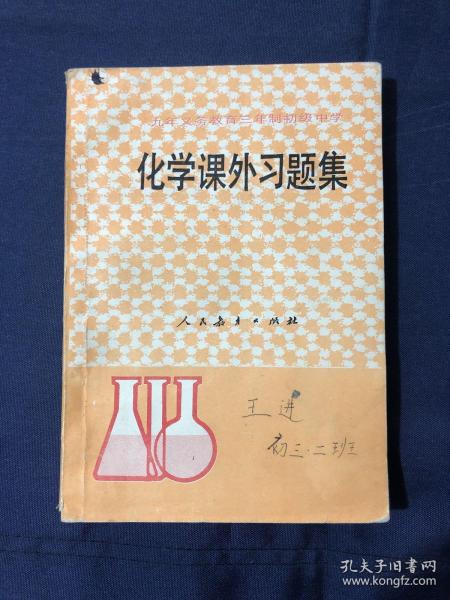 九年义务教育三年制初级中学
化学课外习题集
人民教育出版社
王进
初三·二班
孔夫子旧书网
www.kongfz.com